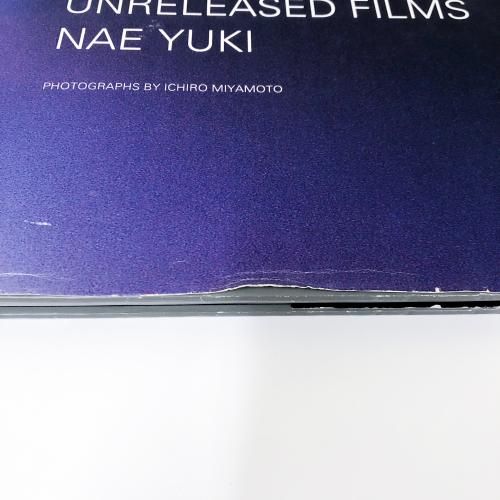 UNRELEASED FILMS
NAE YUKI
PHOTOGRAPHS BY ICHIRO MIYAMOTO